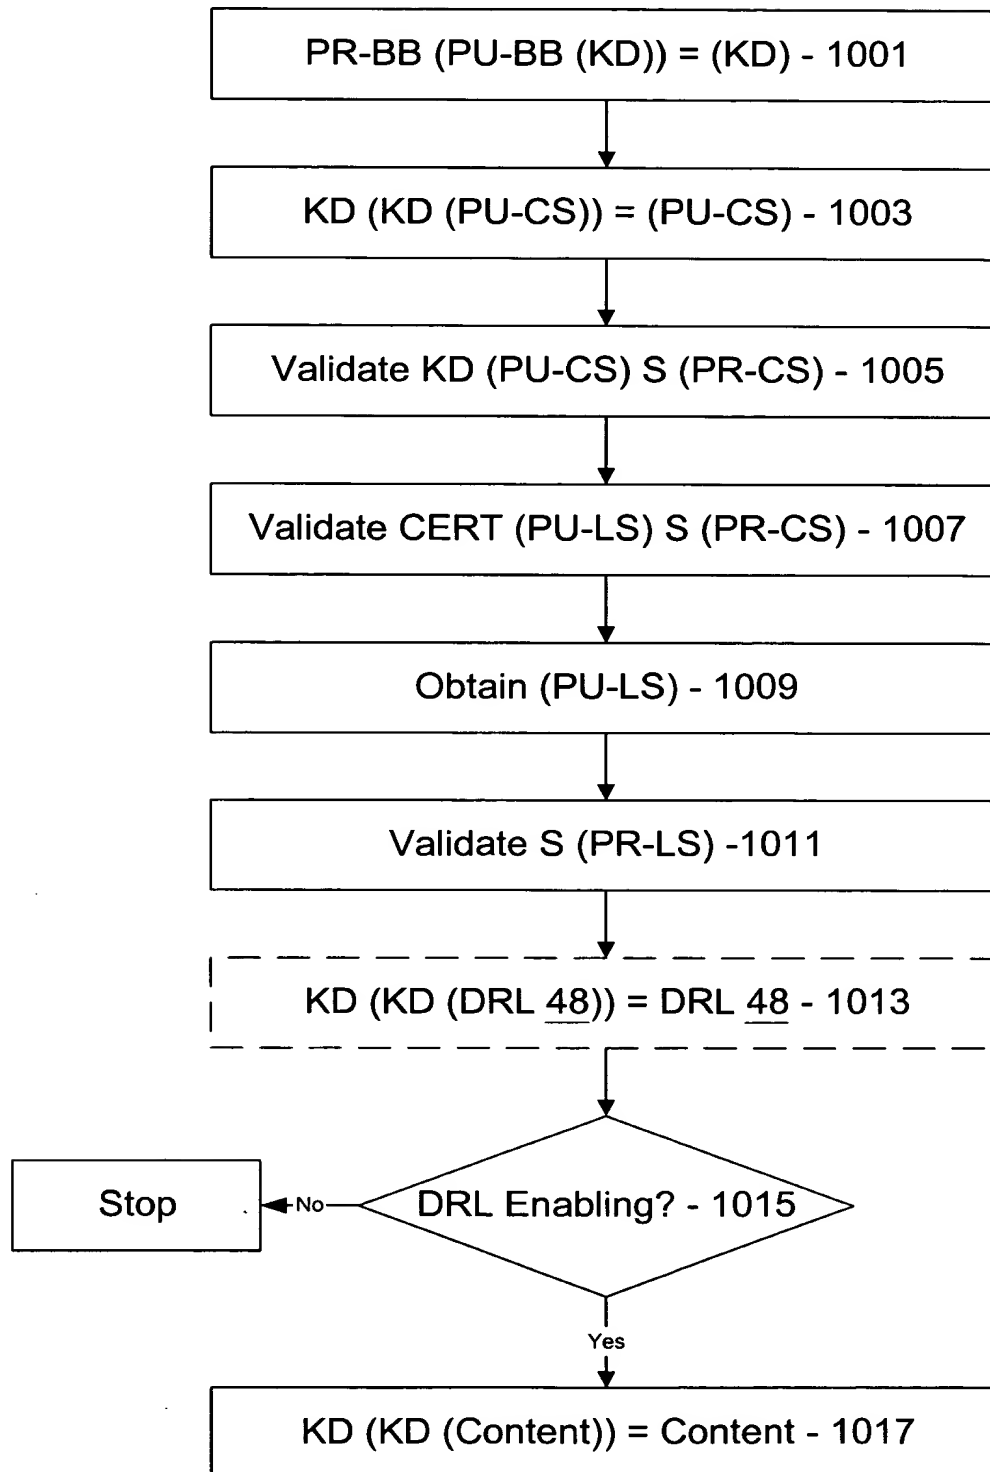 PR-BB (PU-BB (KD)) = (KD) - 1001
KD (KD (PU-CS)) = (PU-CS) - 1003
Validate KD (PU-CS) S (PR-CS) - 1005
Validate CERT (PU-LS) S (PR-CS) - 1007
Obtain (PU-LS) - 1009
Validate S (PR-LS) -1011
KD (KD (DRL 48)) = DRL 48 - 1013
DRL Enabling? - 1015
No
Stop
Yes
KD (KD (Content)) = Content - 1017